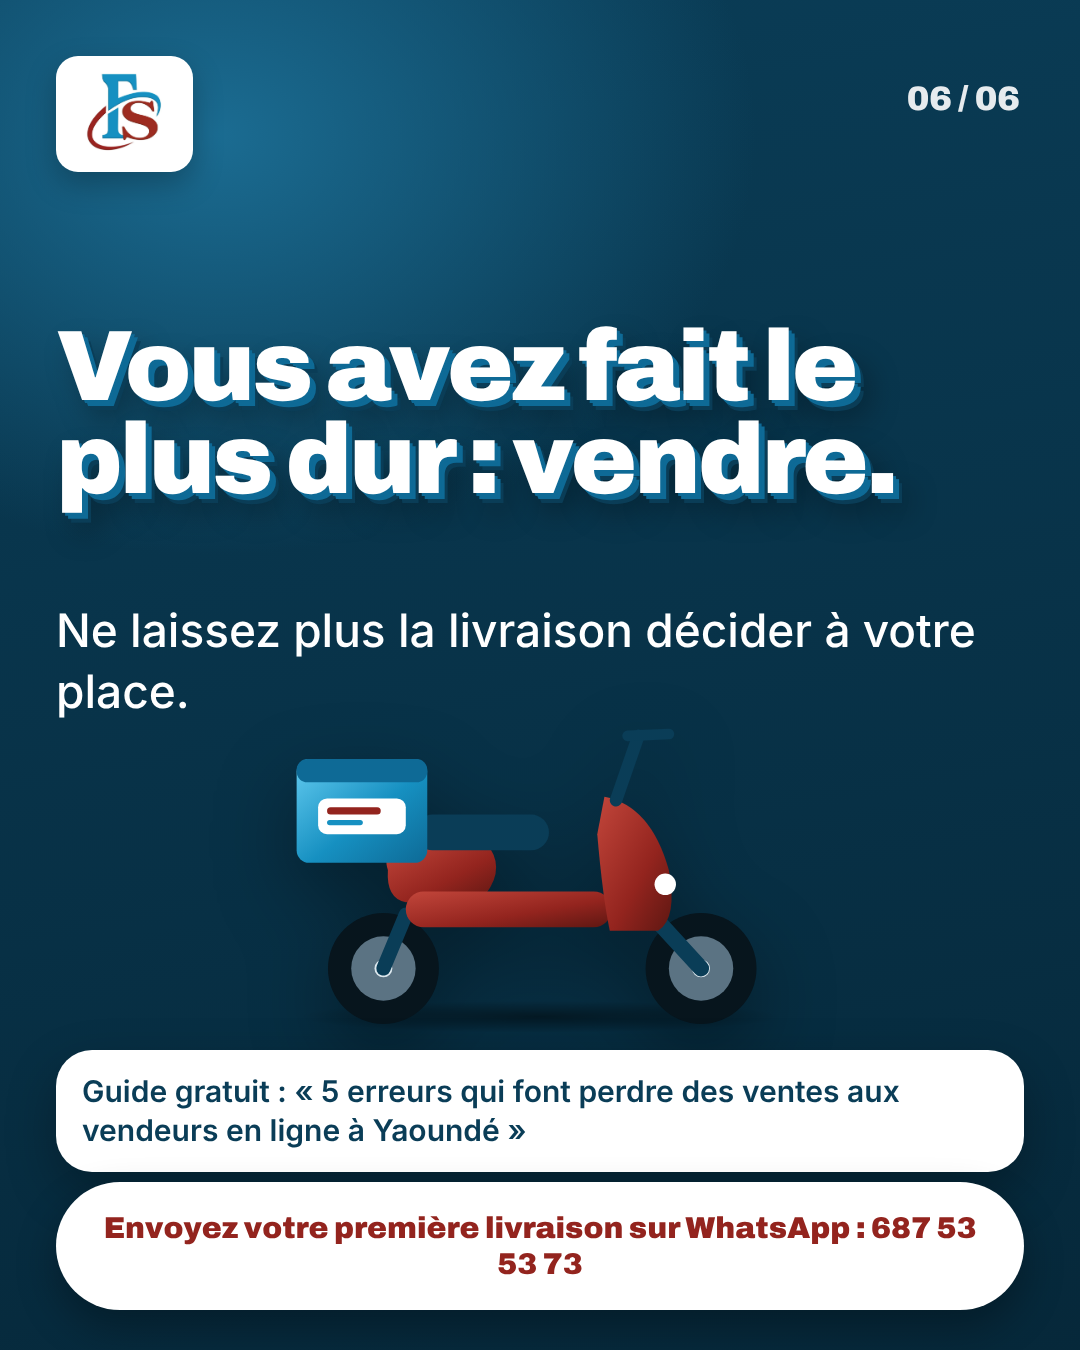 FS
06 / 06
Vous avez fait le
plus dur : vendre.
Ne laissez plus la livraison décider à votre
place.
Guide gratuit : « 5 erreurs qui font perdre des ventes aux
vendeurs en ligne à Yaoundé »
Envoyez votre première livraison sur WhatsApp : 687 53
53 73